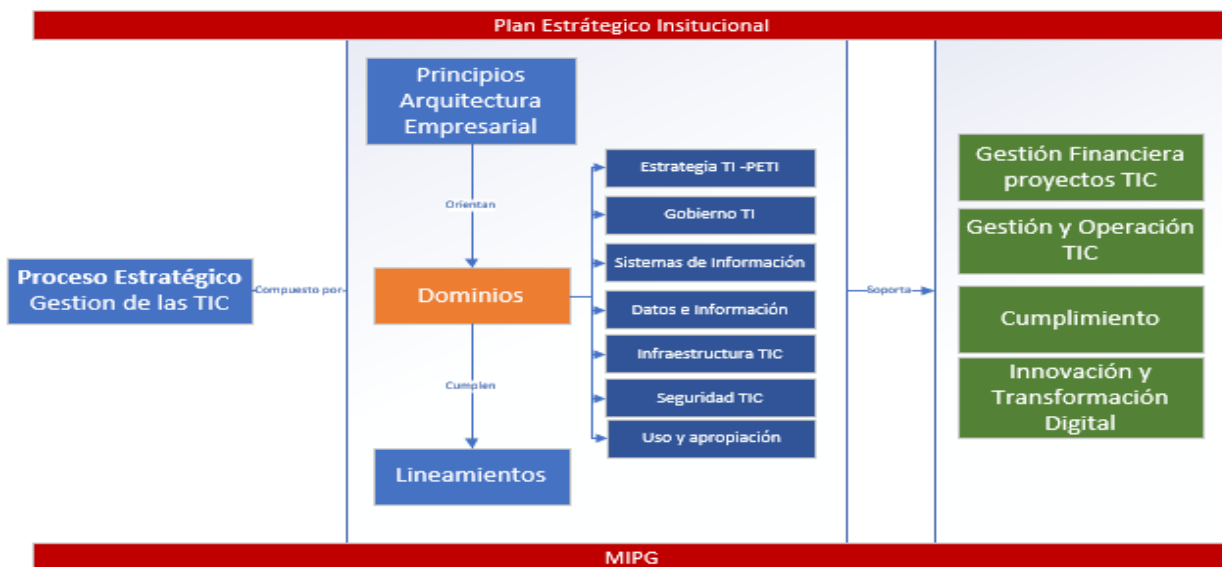 Plan Estrátegico Insitucional
Principios
Arquitectura
Empresarial
Orientan
Dominios
Cumplen
Lineamientos
Proceso Estratégico
Gestion de las TIC
Compuesto por
Estrategia TI -PETI
Gobierno TI
Sistemas de Información
Datos e Información
Infraestructura TIC
Seguridad TIC
Uso y apropiación
Soporta
Gestión Financiera
proyectos TIC
Gestión y Operación
TIC
Cumplimiento
Innovación y
Transformación
Digital
MIPG